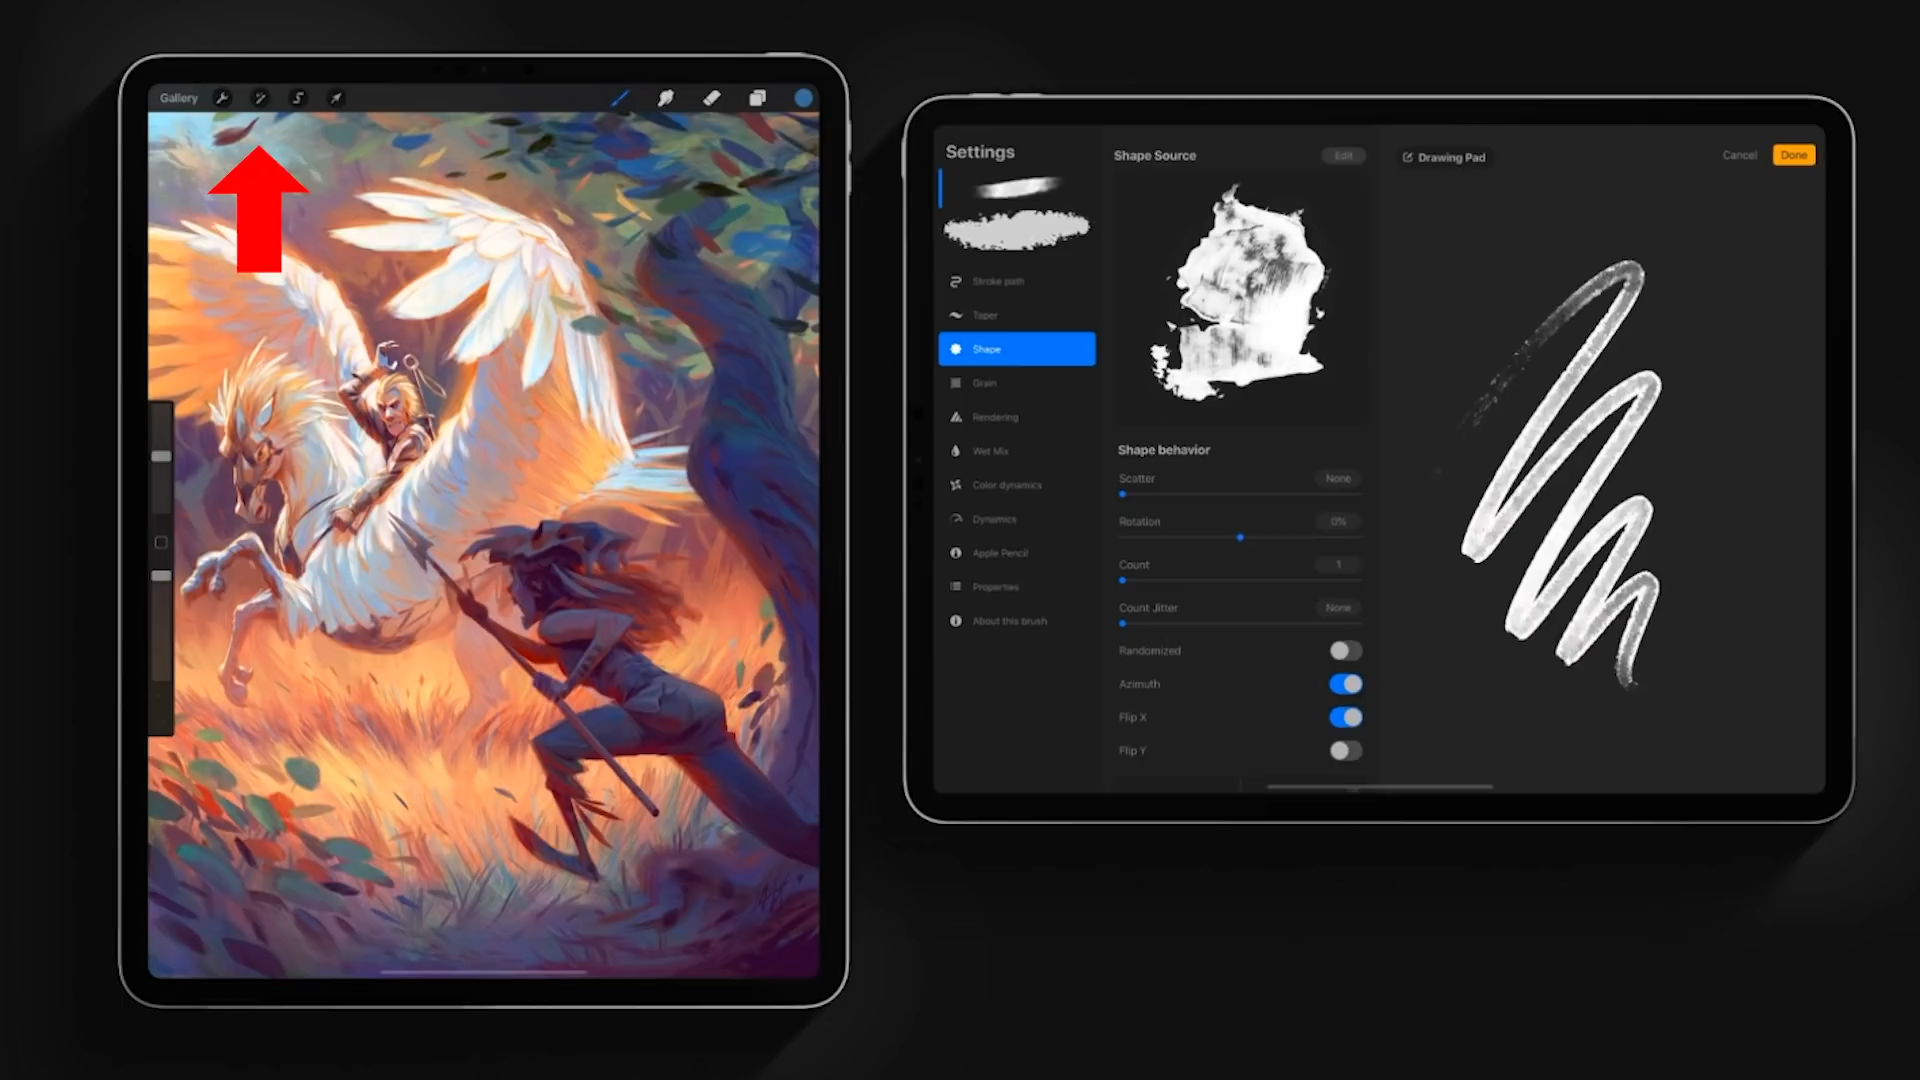 Gallery
Settings
Stroke path
Taper
Shape
Grain
Rendering
Wet Mix
Color dynamics
Dynamics
Apple Pencil
Properties
About this brush
Shape Source
Edit
Shape behavior
Scatter
None
Rotation
0%
Count
1
Count Jitter
None
Randomized
Azimuth
Flip X
Flip Y
Drawing Pad
Cancel
Done